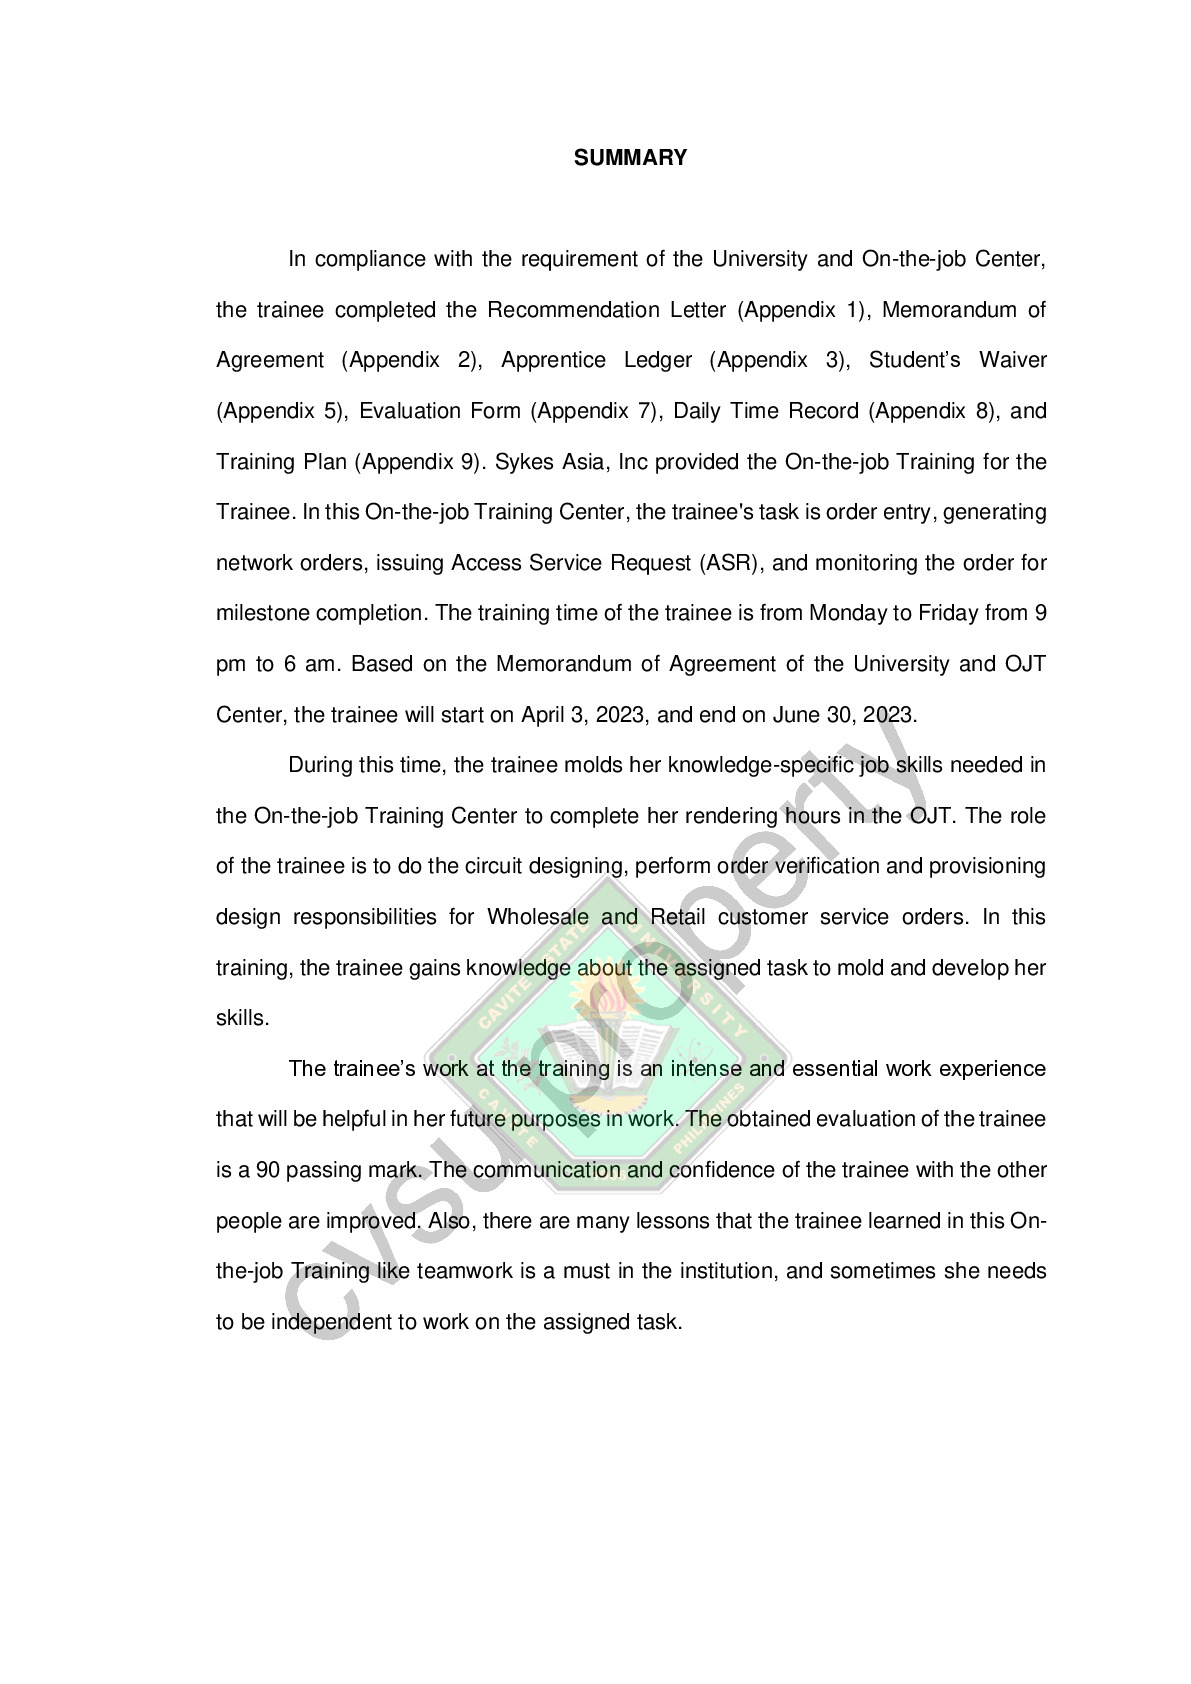 SUMMARY
In compliance with the requirement of the University and On-the-job Center,
the trainee completed the Recommendation Letter (Appendix 1), Memorandum of
Agreement (Appendix 2), Apprentice Ledger (Appendix 3), Student’s Waiver
(Appendix 5), Evaluation Form (Appendix 7), Daily Time Record (Appendix 8), and
Training Plan (Appendix 9). Sykes Asia, Inc provided the On-the-job Training for the
Trainee. In this On-the-job Training Center, the trainee's task is order entry, generating
network orders, issuing Access Service Request (ASR), and monitoring the order for
milestone completion. The training time of the trainee is from Monday to Friday from 9
pm to 6 am. Based on the Memorandum of Agreement of the University and OJT
Center, the trainee will start on April 3, 2023, and end on June 30, 2023.
During this time, the trainee molds her knowledge-specific job skills needed in
the On-the-job Training Center to complete her rendering hours in the OJT. The role
of the trainee is to do the circuit designing, perform order verification and provisioning
design responsibilities for Wholesale and Retail customer service orders. In this
training, the trainee gains knowledge about the assigned task to mold and develop her
skills.
The trainee’s work at the training is an intense and essential work experience
that will be helpful in her future purposes in work. The obtained evaluation of the trainee
is a 90 passing mark. The communication and confidence of the trainee with the other
people are improved. Also, there are many lessons that the trainee learned in this On-
the-job Training like teamwork is a must in the institution, and sometimes she needs
to be independent to work on the assigned task.
cvsu property
CAVITE STATE UNIVERSITY
CAVITE
PHILIPPINES